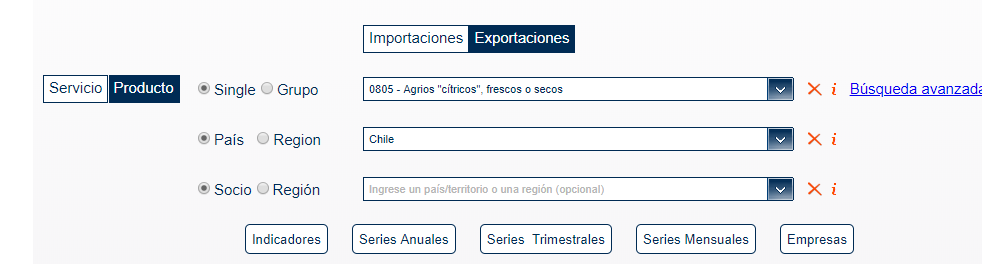 Importaciones Exportaciones
Servicio Producto Single Grupo 0805 - Agrios "cítricos", frescos o secos i Búsqueda avanzada
País Region Chile i
Socio Región Ingrese un país/territorio o una región (opcional) i
Indicadores Series Anuales Series Trimestrales Series Mensuales Empresas